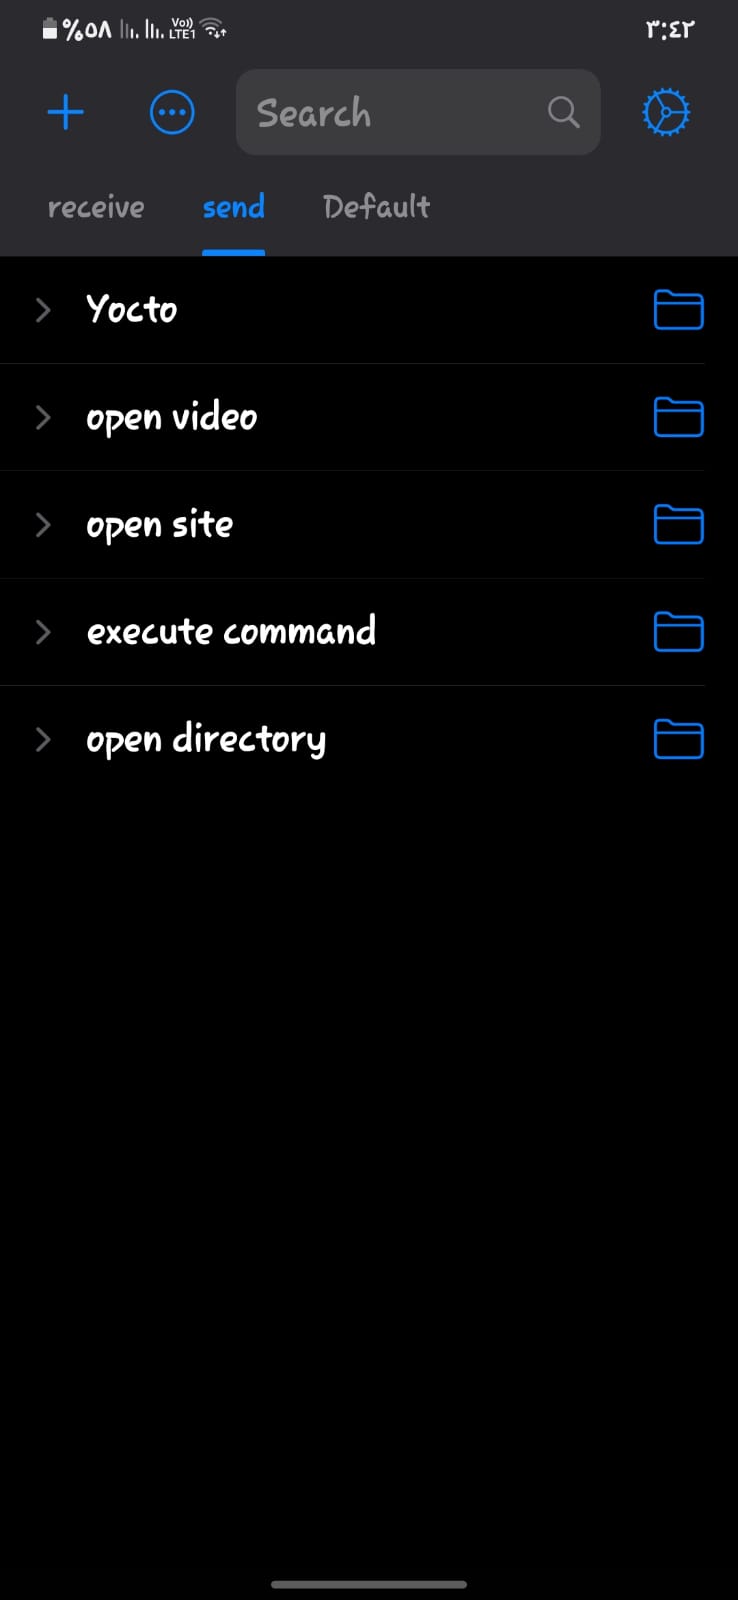 %٥٨ Vo)) LTE1 ٣:٤٢
Search
receive send Default
Yocto
open video
open site
execute command
open directory